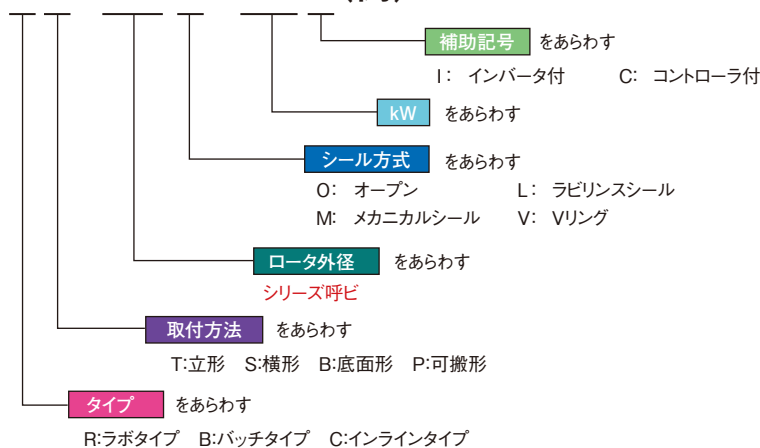 補助記号 をあらわす
I: インバータ付 C: コントローラ付
kW をあらわす
シール方式 をあらわす
O: オープン L: ラビリンスシール
M: メカニカルシール V: Vリング
ロータ外径 をあらわす
シリーズ呼ビ
取付方法 をあらわす
T:立形 S:横形 B:底面形 P:可搬形
タイプ をあらわす
R:ラボタイプ B:バッチタイプ C:インラインタイプ